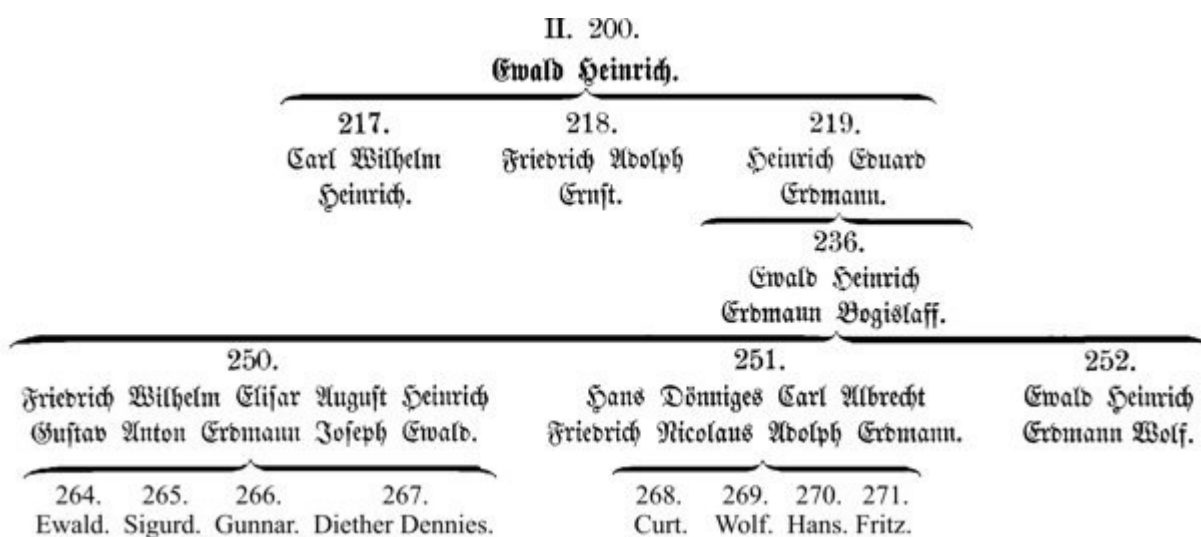 II. 200.
Ewald Heinrich.
217. 218. 219.
Carl Wilhelm Friedrich Adolph Heinrich Eduard
Heinrich. Ernst. Erdmann.
236.
Ewald Heinrich
Erdmann Bogislaff.
250. 251. 252.
Friedrich Wilhelm Elisar August Heinrich Hans Dönniges Carl Albrecht Ewald Heinrich
Gustav Anton Erdmann Joseph Ewald. Friedrich Nicolaus Adolph Erdmann. Erdmann Wolf.
264. 265. 266. 267. 268. 269. 270. 271.
Ewald. Sigurd. Gunnar. Diether Dennies. Curt. Wolf. Hans. Fritz.